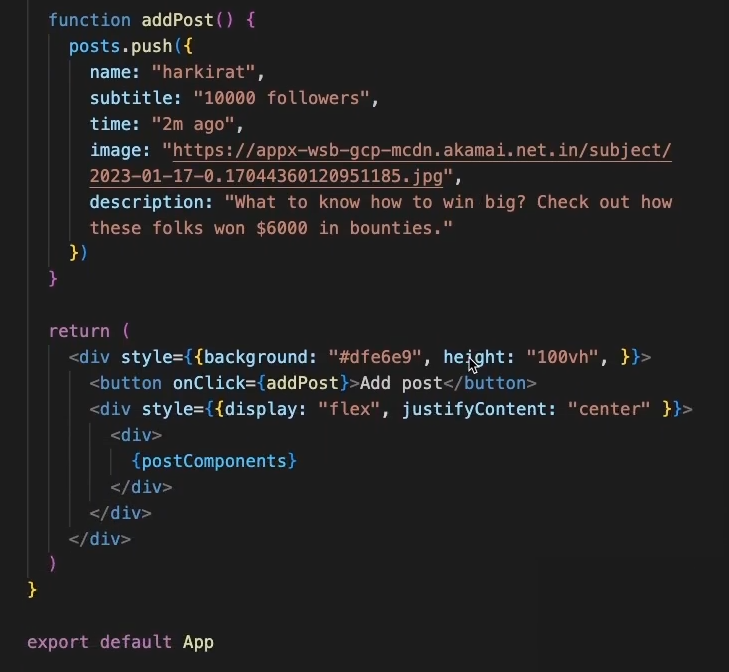 function addPost() {
posts.push({
name: "harkirat",
subtitle: "10000 followers",
time: "2m ago",
image: "https://appx-wsb-gcp-mcdn.akamai.net.in/subject/
2023-01-17-0.17044360120951185.jpg",
description: "What to know how to win big? Check out how
these folks won $6000 in bounties."
})
}
return (
<div style={{background: "#dfe6e9", height: "100vh", }}>
<button onClick={addPost}>Add post</button>
<div style={{display: "flex", justifyContent: "center" }}>
<div>
{postComponents}
</div>
</div>
</div>
)
}
export default App